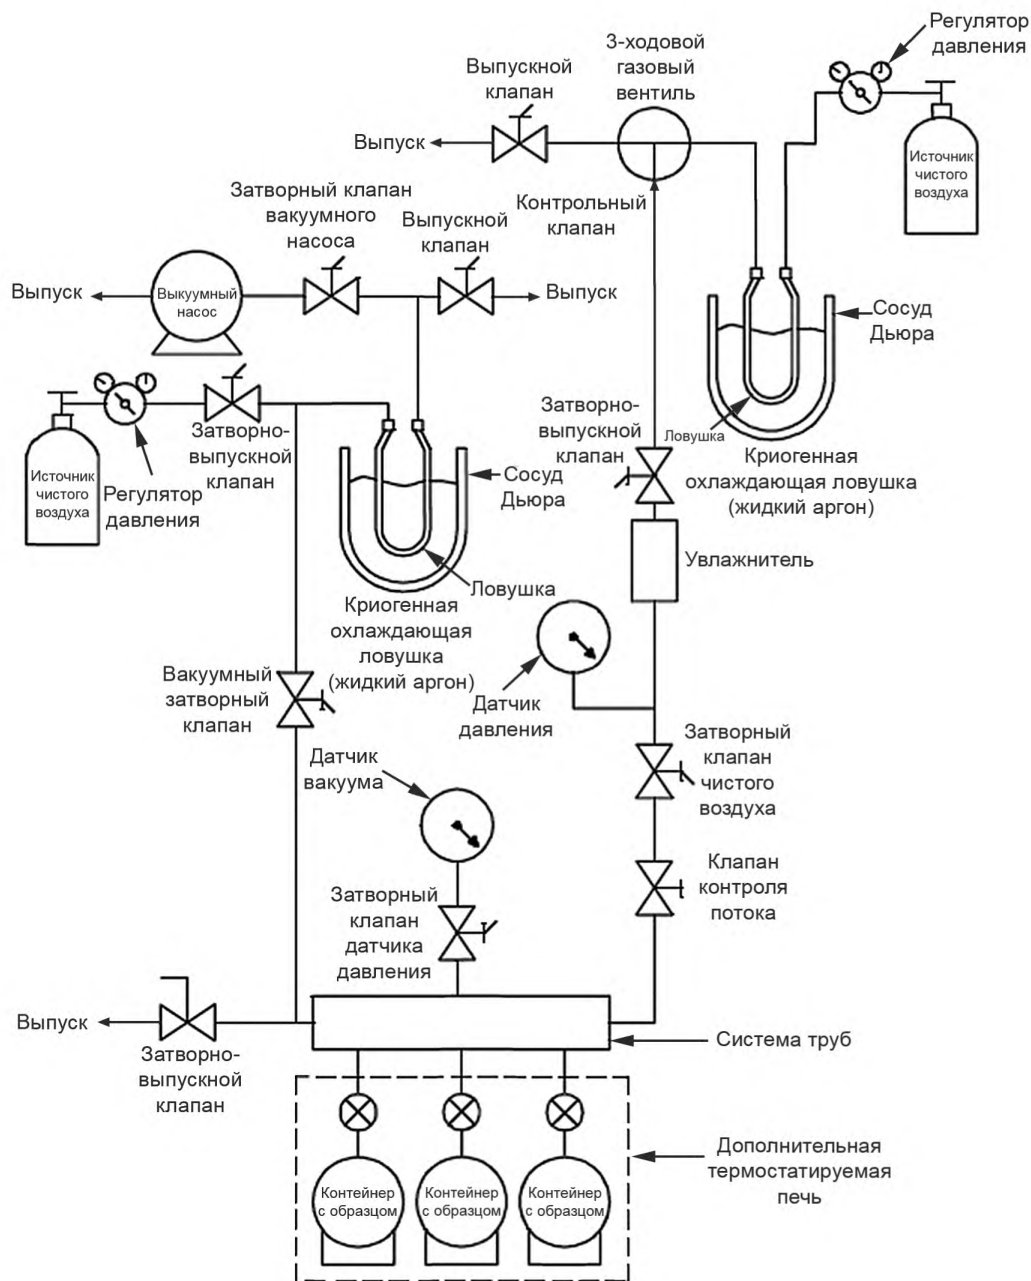 Регулятор
давления
3-ходовой
газовый
вентиль
Выпускной
клапан
Выпуск
Источник
чистого
воздуха
Затворный клапан
вакуумного
насоса
Выпускной
клапан
Контрольный
клапан
Выпуск
Выкуумный
насос
Выпуск
Сосуд
Дьюра
Затворно-
выпускной
клапан
Ловушка
Затворно-
выпускной
клапан
Криогенная
охлаждающая ловушка
(жидкий аргон)
Источник
чистого
воздуха
Регулятор
давления
Сосуд
Дьюра
Увлажнитель
Ловушка
Криогенная
охлаждающая
ловушка
(жидкий аргон)
Вакуумный
затворный
клапан
Датчик
давления
Затворный
клапан
чистого
воздуха
Датчик
вакуума
Клапан
контроля
потока
Затворный
клапан
датчика
давления
Выпуск
Затворно-
выпускной
клапан
Система труб
Дополнительная
термостатируемая
печь
Контейнер
с образцом
Контейнер
с образцом
Контейнер
с образцом